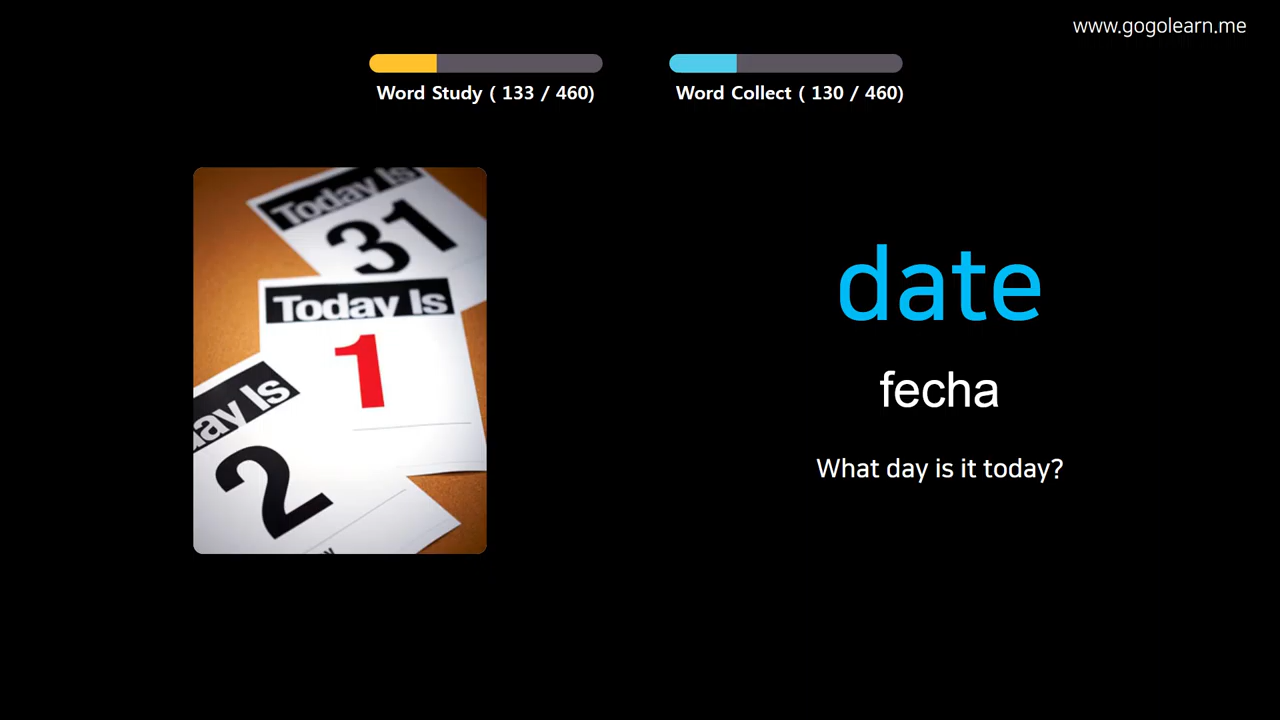 www.gogolearn.me
Word Study ( 133 / 460)
Word Collect ( 130 / 460)
Today Is
31
Today Is
1
day Is
2
date
fecha
What day is it today?